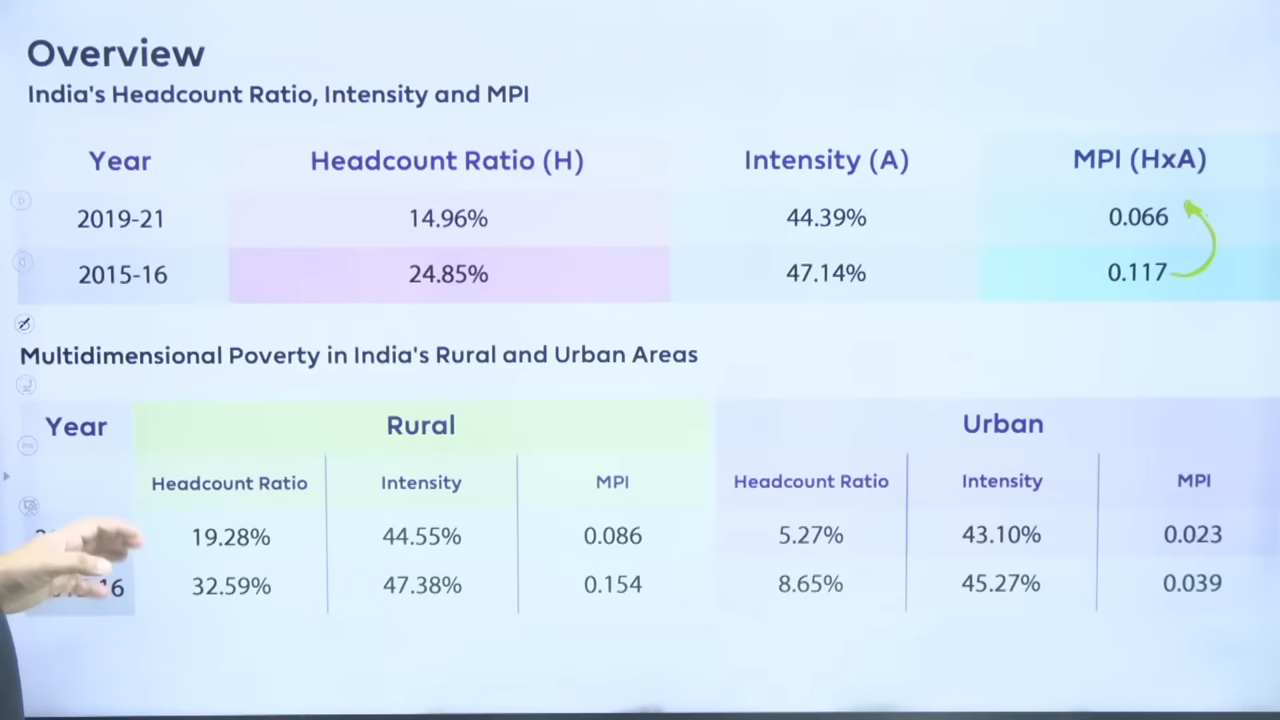 Overview
India's Headcount Ratio, Intensity and MPI
Year Headcount Ratio (H) Intensity (A) MPI (HxA)
2019-21 14.96% 44.39% 0.066
2015-16 24.85% 47.14% 0.117
Multidimensional Poverty in India's Rural and Urban Areas
Year Rural Urban
Headcount Ratio Intensity MPI Headcount Ratio Intensity MPI
19.28% 44.55% 0.086 5.27% 43.10% 0.023
32.59% 47.38% 0.154 8.65% 45.27% 0.039